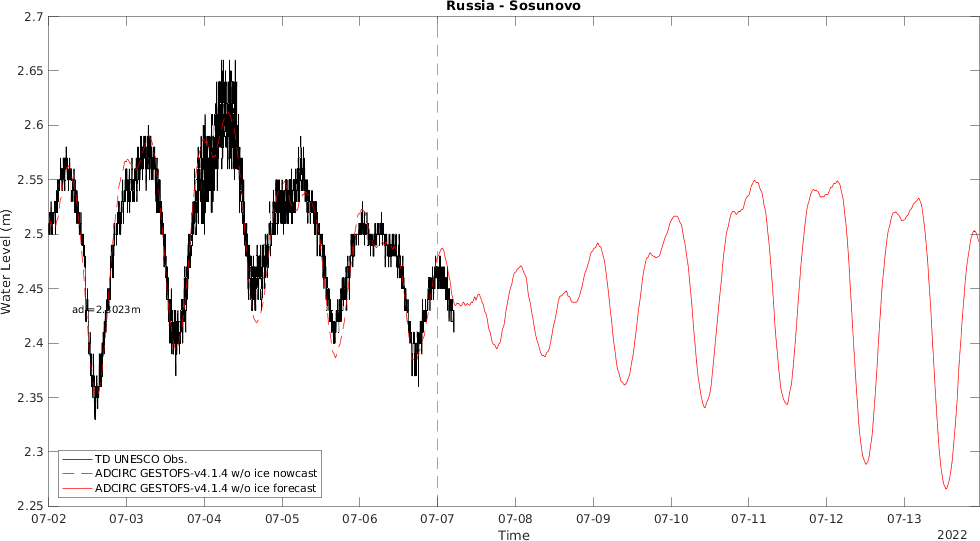 Russia - Sosunovo
2.7
2.65
2.6
2.55
2.5
2.45
2.4
2.35
2.3
2.25
Water Level (m)
TD UNESCO Obs.
ADCIRC GESTOFS-v4.1.4 w/o ice nowcast
ADCIRC GESTOFS-v4.1.4 w/o ice forecast
07-02 07-03 07-04 07-05 07-06 07-07 07-08 07-09 07-10 07-11 07-12 07-13
Time
2022